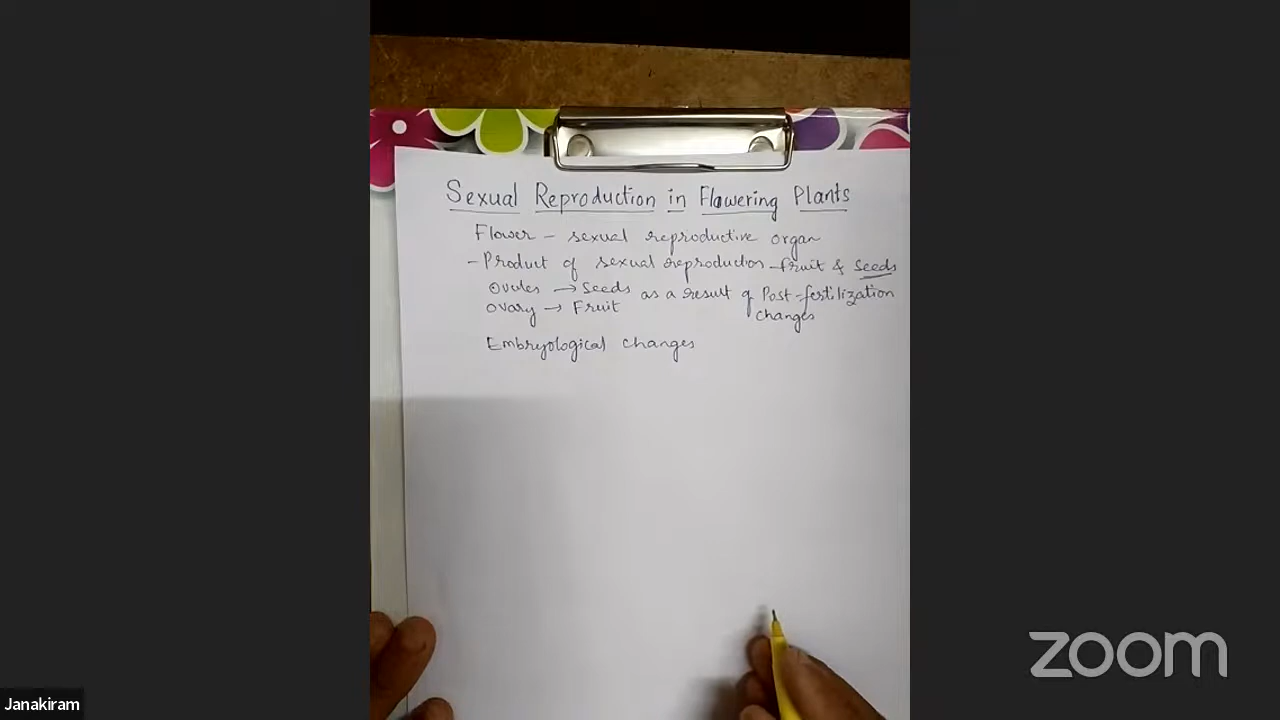 Sexual Reproduction in Flowering Plants
Flower - sexual reproductive organ
- Product of sexual reproduction - fruit & seeds
Ovules → Seeds as a result of Post-fertilization
Ovary → Fruit changes
Embryological changes
zoom
Janakiram